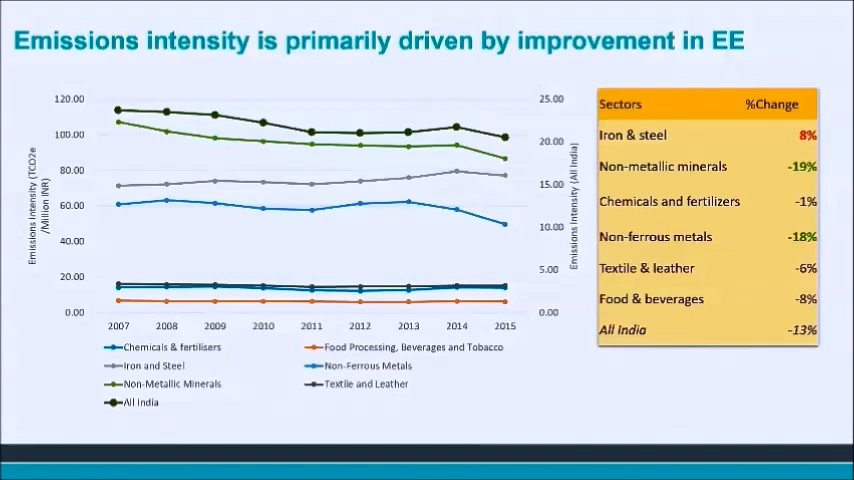 Emissions intensity is primarily driven by improvement in EE
120.00
100.00
80.00
60.00
40.00
20.00
0.00
Emissions Intensity (TCO2e
/Million INR)
25.00
20.00
15.00
10.00
5.00
0.00
Emissions Intensity (All India)
2007 2008 2009 2010 2011 2012 2013 2014 2015
Chemicals & fertilisers
Food Processing, Beverages and Tobacco
Iron and Steel
Non-Ferrous Metals
Non-Metallic Minerals
Textile and Leather
All India
Sectors %Change
Iron & steel 8%
Non-metallic minerals -19%
Chemicals and fertilizers -1%
Non-ferrous metals -18%
Textile & leather -6%
Food & beverages -8%
All India -13%